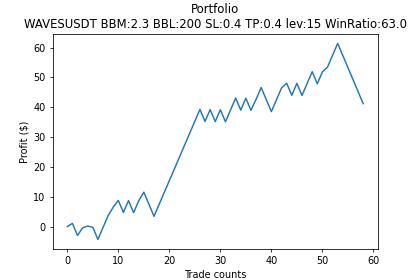 Portfolio
WAVESUSDT BBM:2.3 BBL:200 SL:0.4 TP:0.4 lev:15 WinRatio:63.0
60
50
40
30
20
10
0
Profit ($)
0 10 20 30 40 50 60
Trade counts